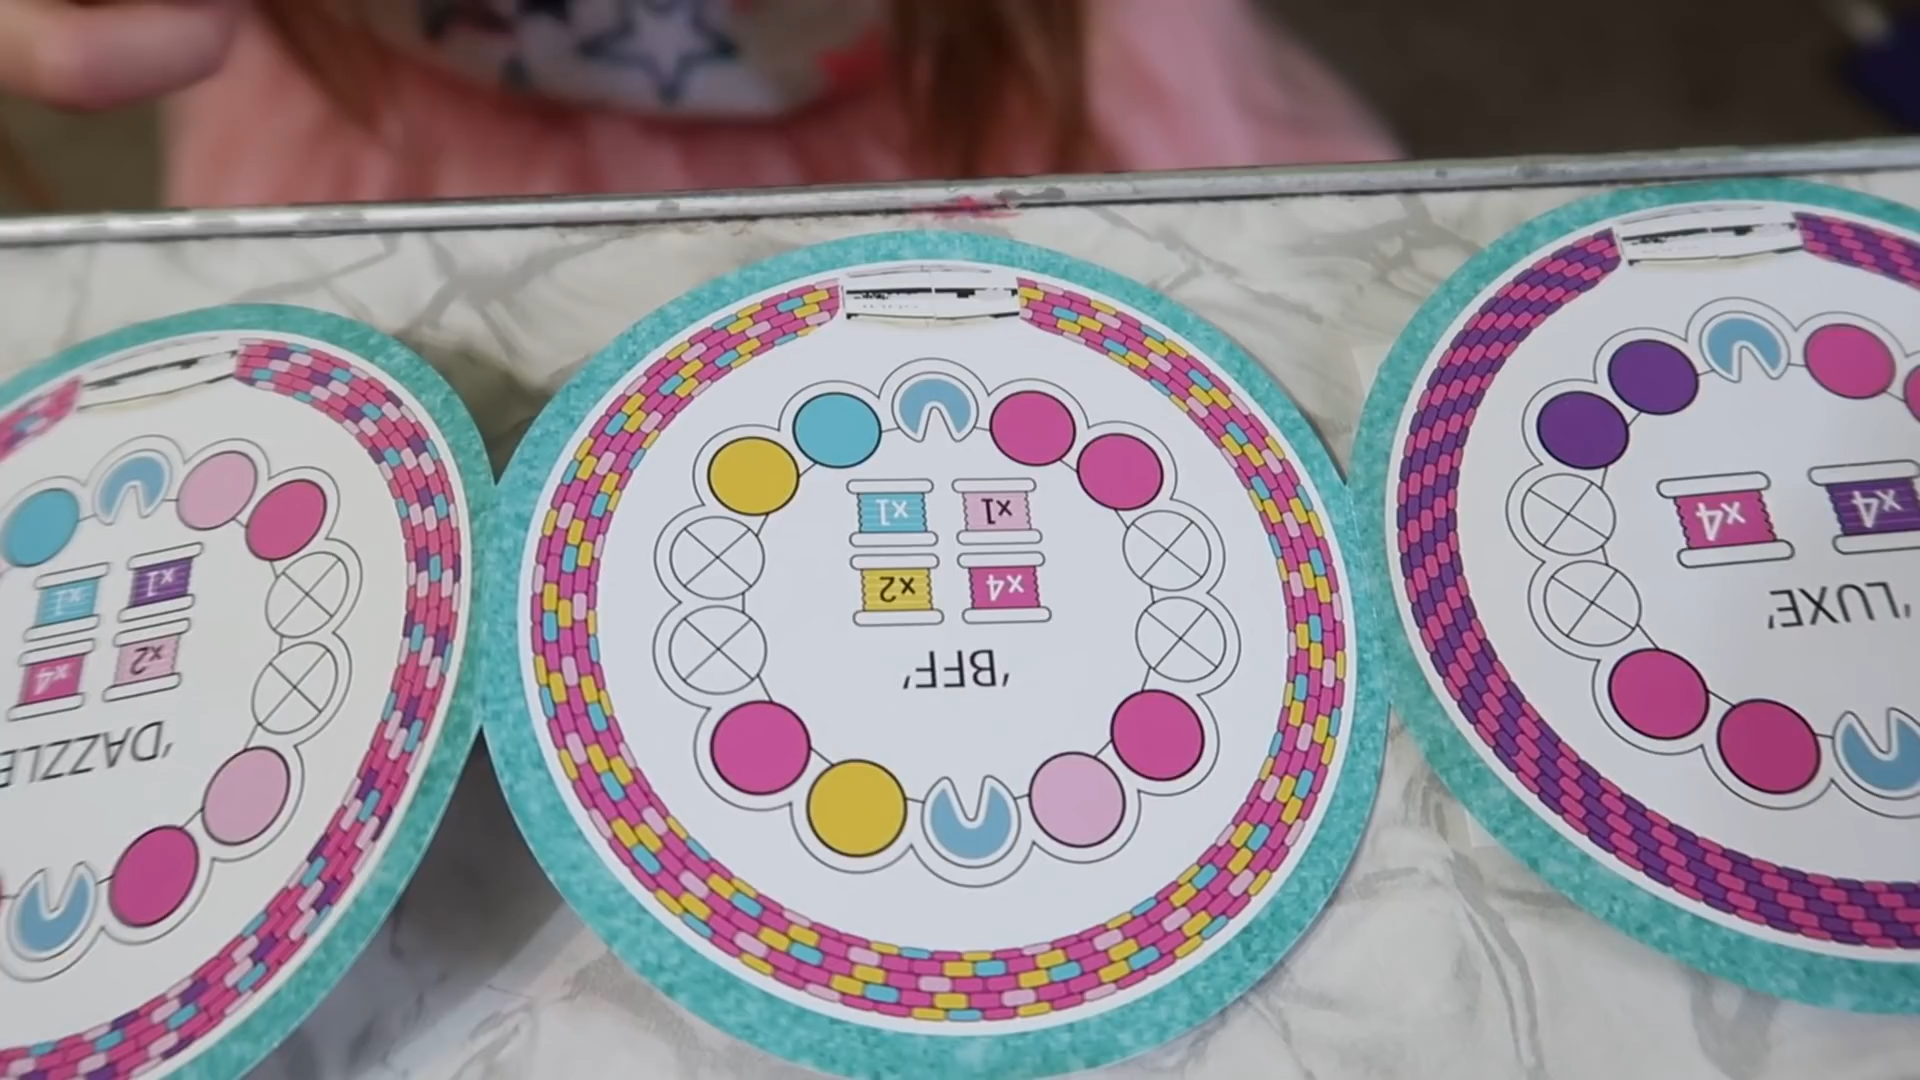 'DAZZLE
x4 x2
x1 x1
'BFF'
x4 x2
x1 x1
'LUXE'
x4 x4